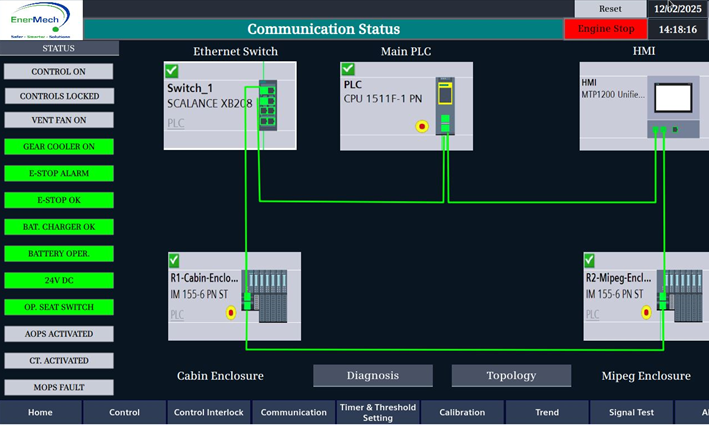 EnerMech
Safer - Smarter - Solutions
Reset
12/02/2025
Communication Status
Engine Stop
14:18:16
STATUS
Ethernet Switch
Main PLC
HMI
CONTROL ON
CONTROLS LOCKED
VENT FAN ON
GEAR COOLER ON
E-STOP ALARM
E-STOP OK
BAT. CHARGER OK
BATTERY OPER.
24V DC
OP. SEAT SWITCH
AOPS ACTIVATED
CT. ACTIVATED
MOPS FAULT
Switch_1
SCALANCE XB208
PLC
PLC
CPU 1511F-1 PN
HMI
MTP1200 Unifie...
R1-Cabin-Enclo...
IM 155-6 PN ST
PLC
R2-Mipeg-Encl...
IM 155-6 PN ST
PLC
Cabin Enclosure
Diagnosis
Topology
Mipeg Enclosure
Home
Control
Control Interlock
Communication
Timer & Threshold
Setting
Calibration
Trend
Signal Test